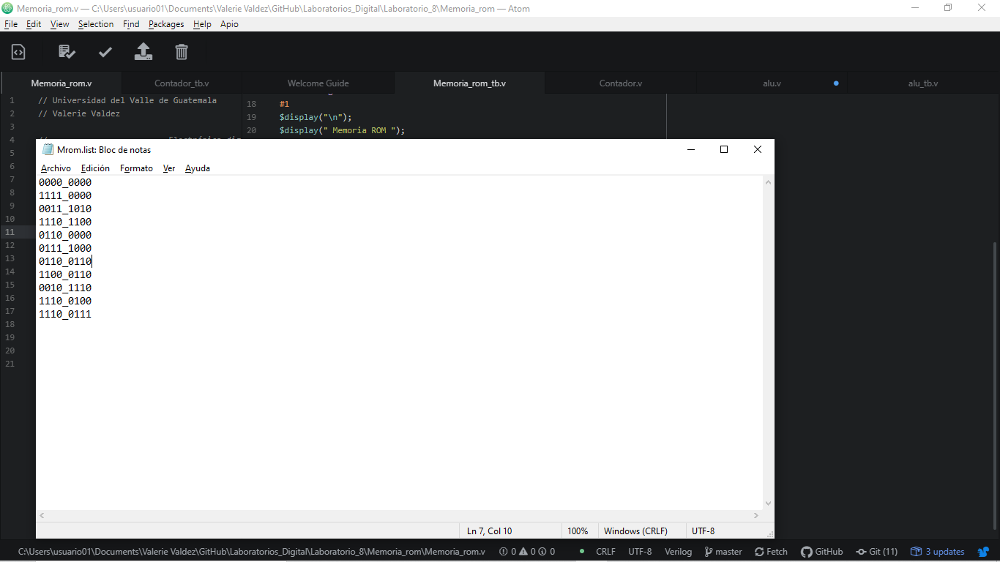 Memoria_rom.v — C:\Users\usuario01\Documents\Valerie Valdez\GitHub\Laboratorios_Digital\Laboratorio_8\Memoria_rom — Atom
File Edit View Selection Find Packages Help Apio
Memoria_rom.v Contador_tb.v Welcome Guide Memoria_rom_tb.v Contador.v alu.v alu_tb.v
1 // Universidad del Valle de Guatemala
2 // Valerie Valdez
3
4
5
6
7
8
9
10
11
12
13
14
15
16
17
18
19
20
21
18 #1
19 $display("\n");
20 $display(" Memoria ROM ");
Mrom.list: Bloc de notas
Archivo Edición Formato Ver Ayuda
0000_0000
1111_0000
0011_1010
1110_1100
0110_0000
0111_1000
0110_0110
1100_0110
0010_1110
1110_0100
1110_0111
Ln 7, Col 10 100% Windows (CRLF) UTF-8
C:\Users\usuario01\Documents\Valerie Valdez\GitHub\Laboratorios_Digital\Laboratorio_8\Memoria_rom\Memoria_rom.v 0 0 0 CRLF UTF-8 Verilog master Fetch GitHub Git (11) 3 updates